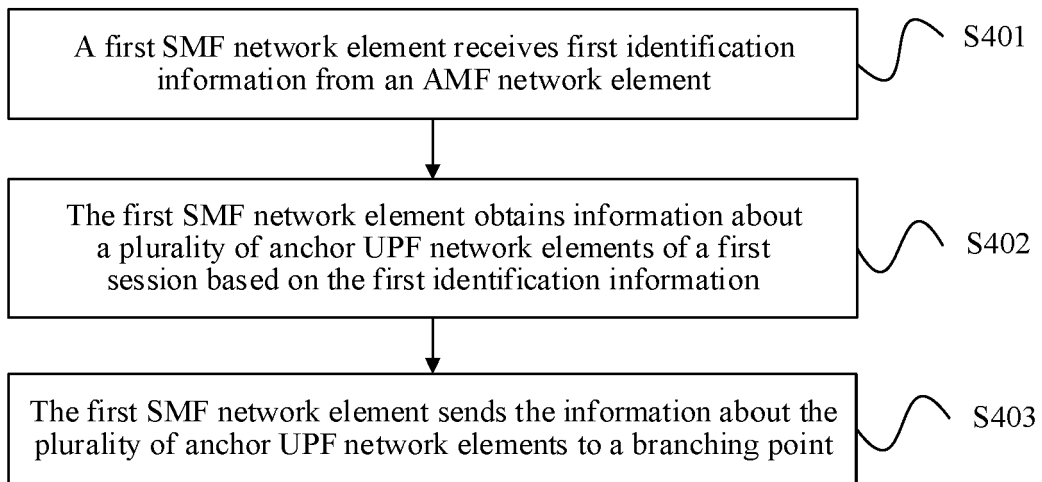 A first SMF network element receives first identification
information from an AMF network element
S401
The first SMF network element obtains information about
a plurality of anchor UPF network elements of a first
session based on the first identification information
S402
The first SMF network element sends the information about the
plurality of anchor UPF network elements to a branching point
S403